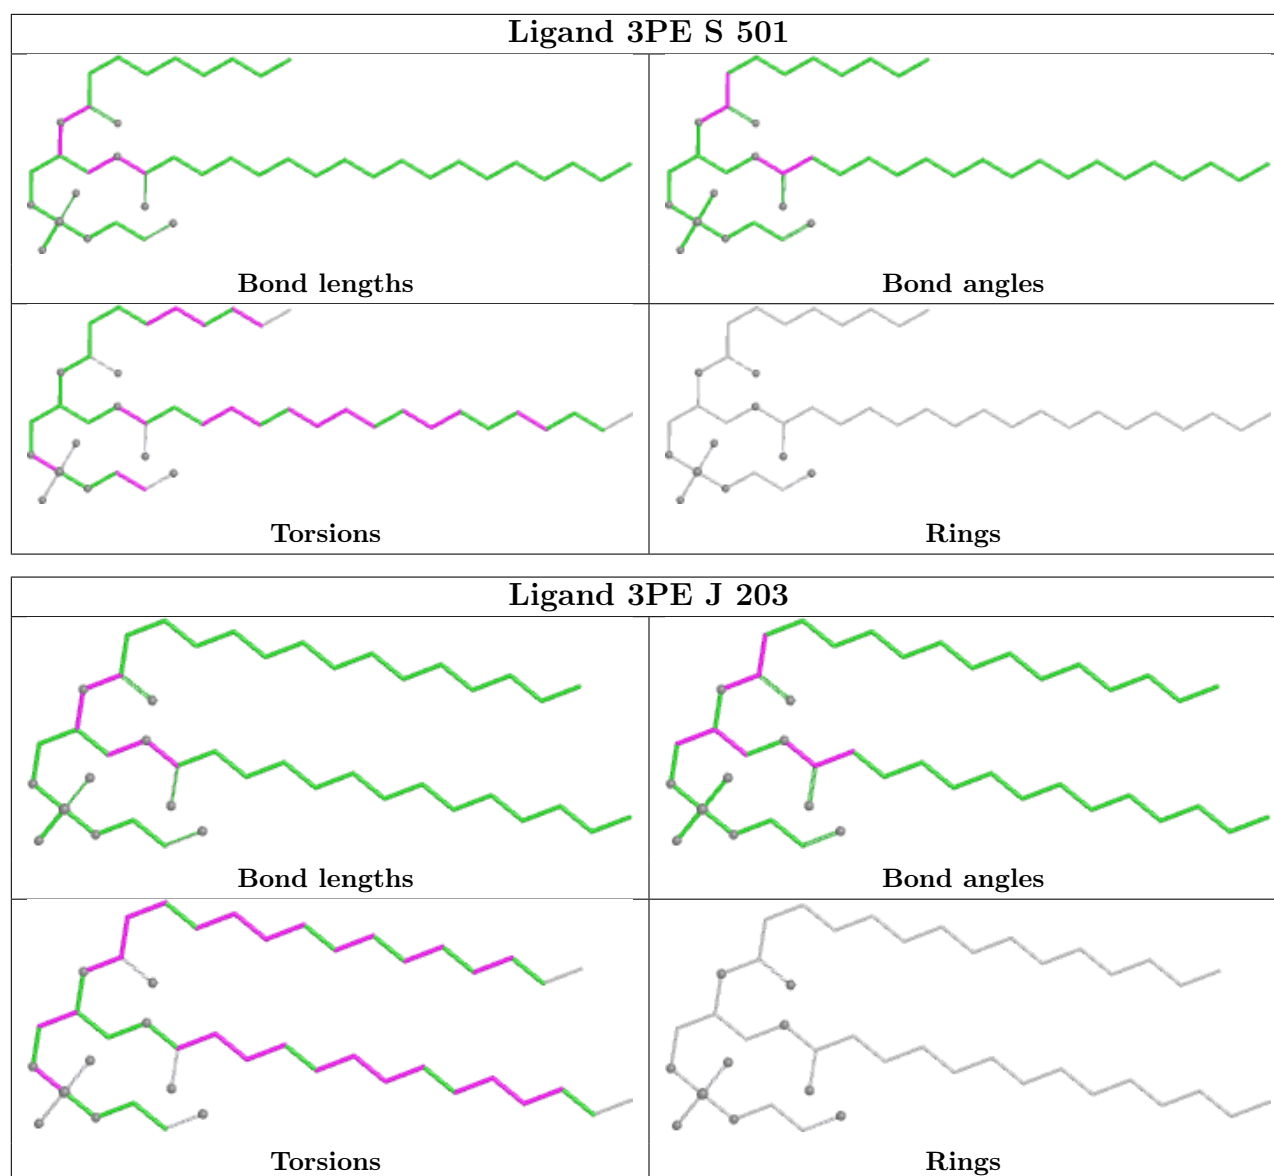 Ligand 3PE S 501
Bond lengths
Bond angles
Torsions
Rings
Ligand 3PE J 203
Bond lengths
Bond angles
Torsions
Rings